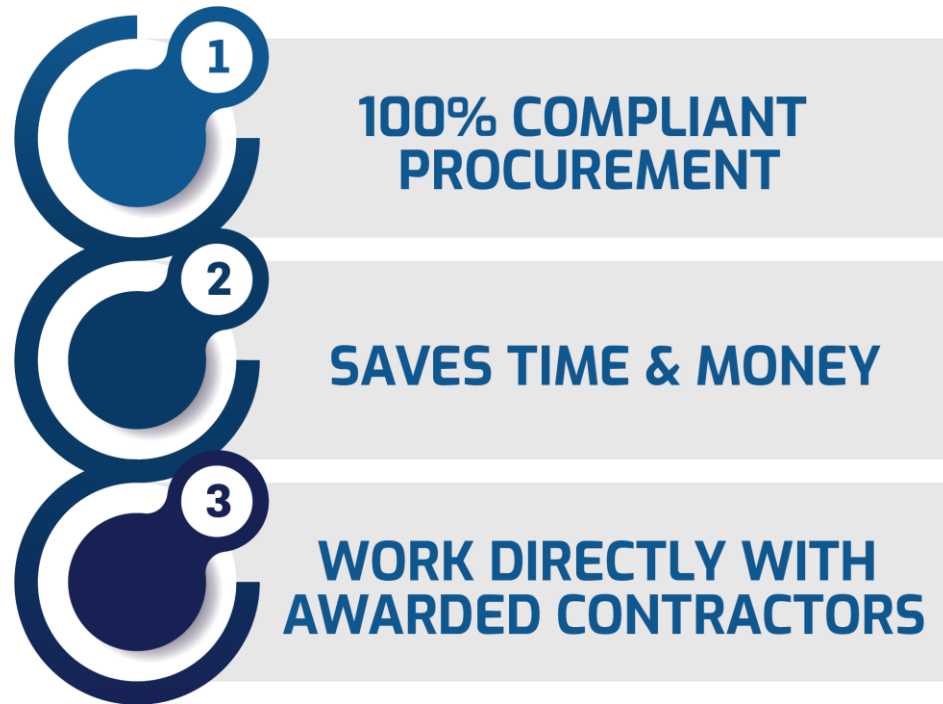 1
100% COMPLIANT
PROCUREMENT
2
SAVES TIME & MONEY
3
WORK DIRECTLY WITH
AWARDED CONTRACTORS